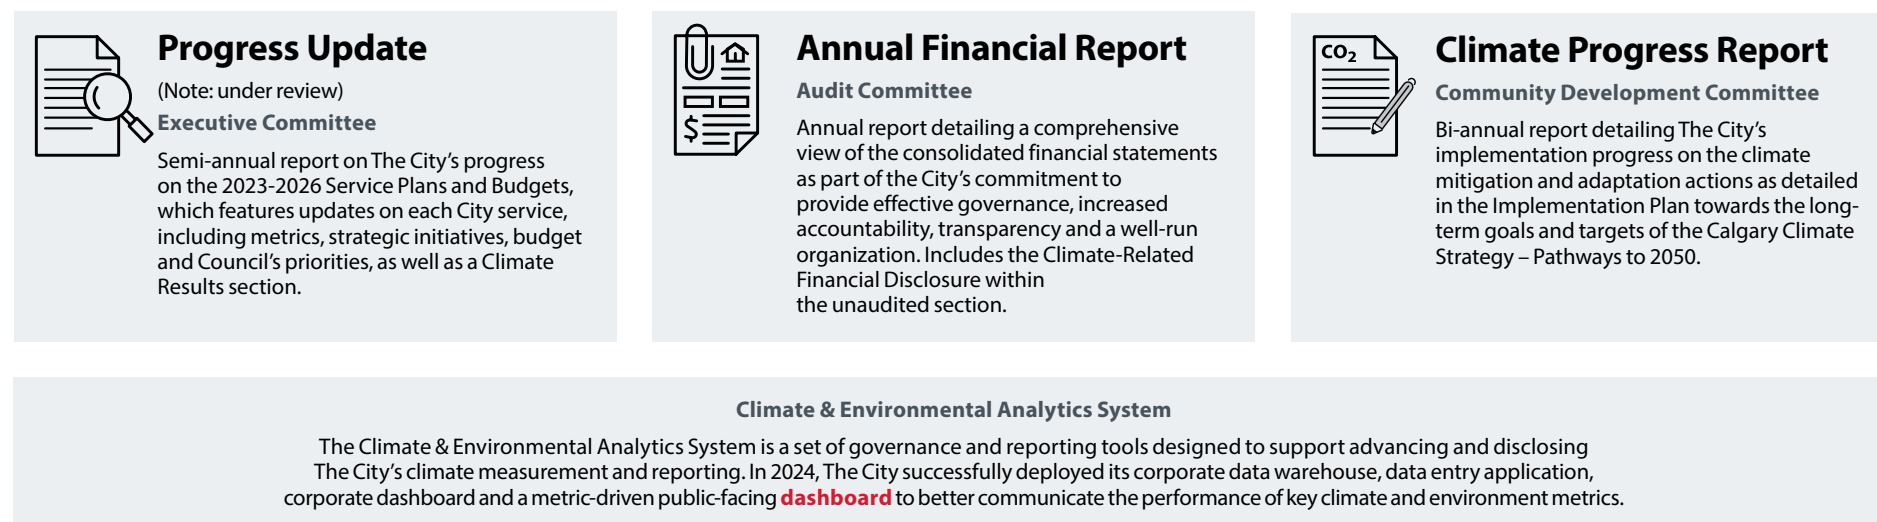 Progress Update
(Note: under review)
Executive Committee
Semi-annual report on The City's progress
on the 2023-2026 Service Plans and Budgets,
which features updates on each City service,
including metrics, strategic initiatives, budget
and Council's priorities, as well as a Climate
Results section.
$
Annual Financial Report
Audit Committee
Annual report detailing a comprehensive
view of the consolidated financial statements
as part of the City's commitment to
provide effective governance, increased
accountability, transparency and a well-run
organization. Includes the Climate-Related
Financial Disclosure within
the unaudited section.
CO₂
Climate Progress Report
Community Development Committee
Bi-annual report detailing The City's
implementation progress on the climate
mitigation and adaptation actions as detailed
in the Implementation Plan towards the long-
term goals and targets of the Calgary Climate
Strategy – Pathways to 2050.
Climate & Environmental Analytics System
The Climate & Environmental Analytics System is a set of governance and reporting tools designed to support advancing and disclosing
The City's climate measurement and reporting. In 2024, The City successfully deployed its corporate data warehouse, data entry application,
corporate dashboard and a metric-driven public-facing dashboard to better communicate the performance of key climate and environment metrics.